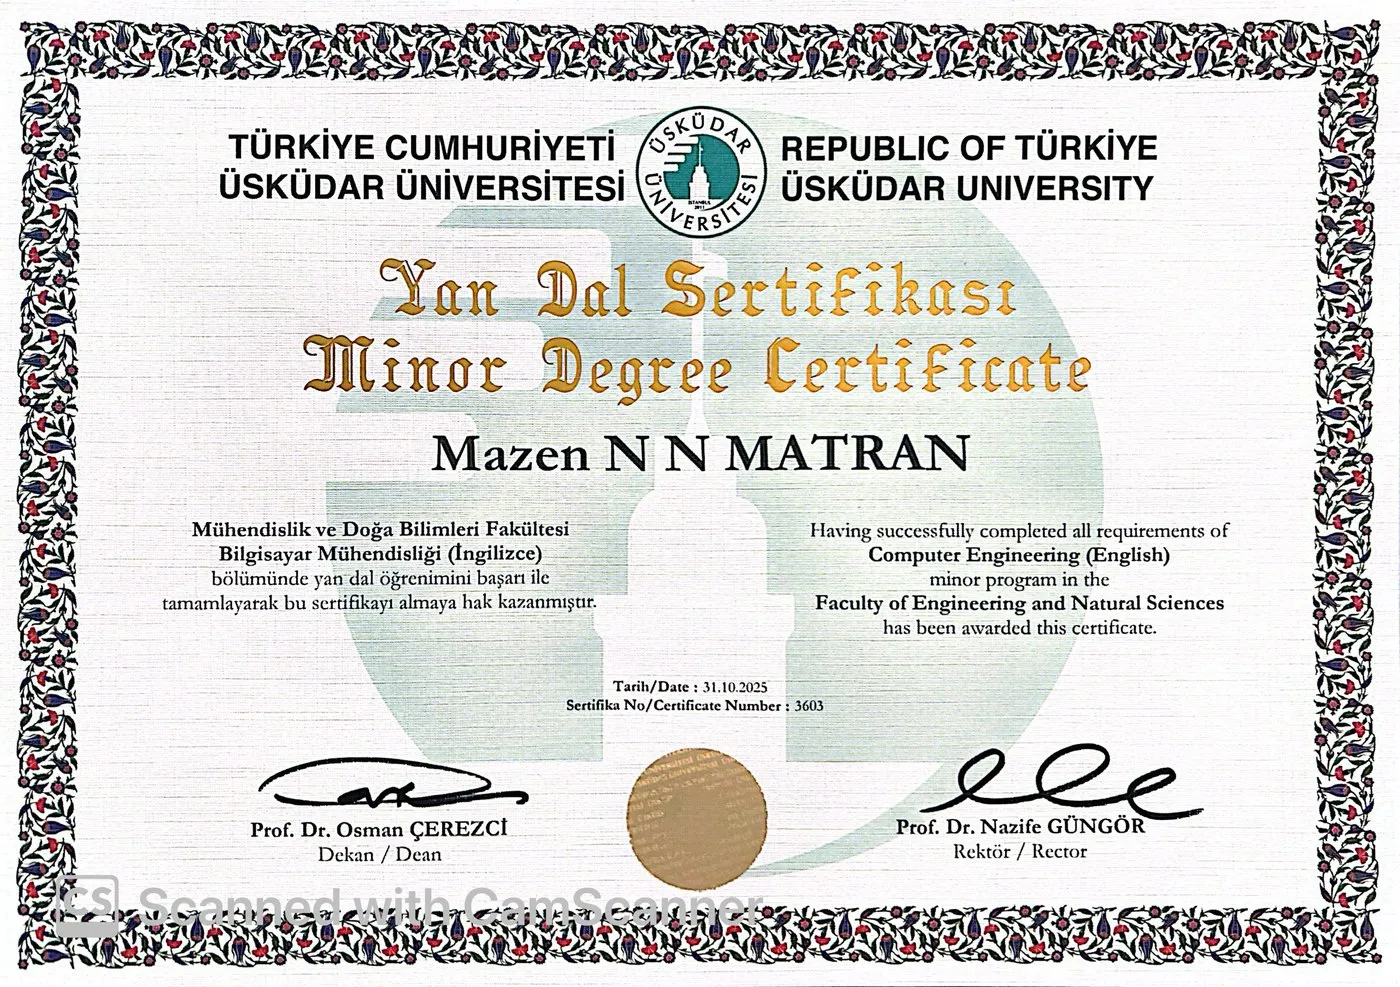 TÜRKİYE CUMHURİYETİ
ÜSKÜDAR ÜNİVERSİTESİ
ÜSKÜDAR ÜNİVERSİTESİ
İSTANBUL
2011
REPUBLIC OF TÜRKİYE
ÜSKÜDAR UNIVERSITY
Yan Dal Sertifikası
Minor Degree Certificate
Mazen N N MATRAN
Mühendislik ve Doğa Bilimleri Fakültesi
Bilgisayar Mühendisliği (İngilizce)
bölümünde yan dal öğrenimini başarı ile
tamamlayarak bu sertifikayı almaya hak kazanmıştır.
Having successfully completed all requirements of
Computer Engineering (English)
minor program in the
Faculty of Engineering and Natural Sciences
has been awarded this certificate.
Tarih/Date : 31.10.2025
Sertifika No/Certificate Number : 3603
Prof. Dr. Osman ÇEREZCİ
Dekan / Dean
Prof. Dr. Nazife GÜNGÖR
Rektör / Rector
CS Scanned with CamScanner